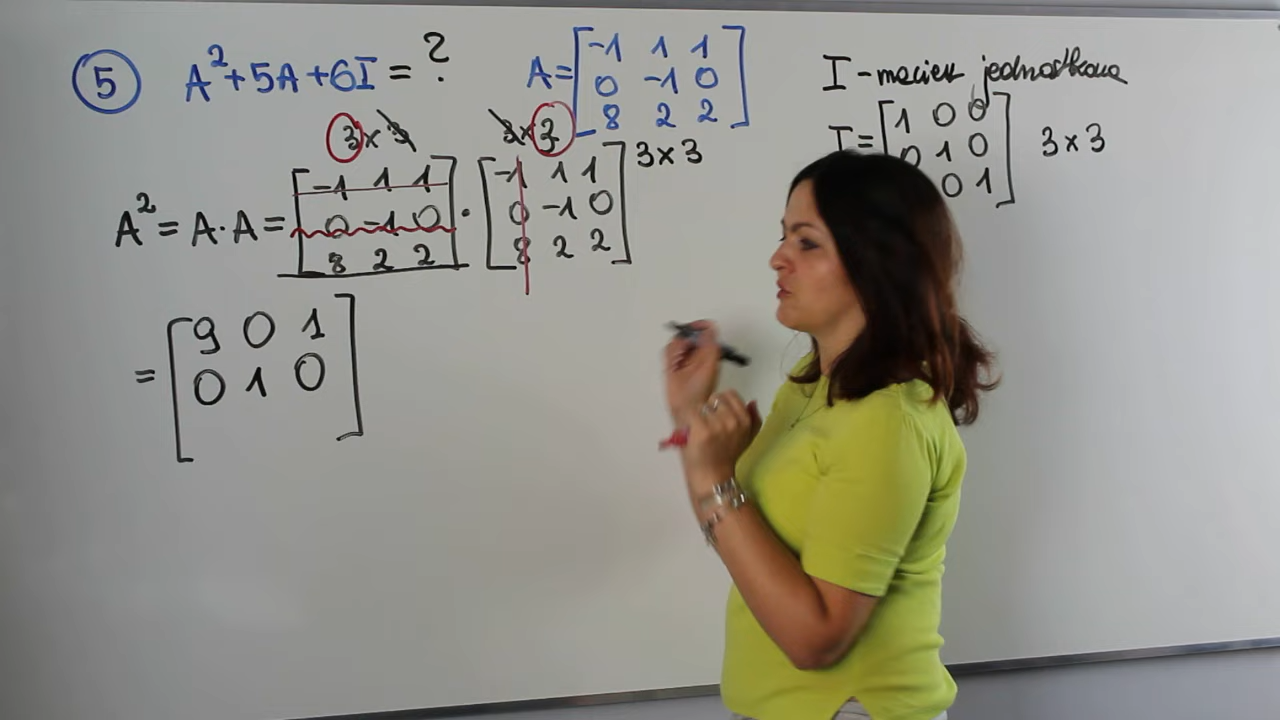 5 A²+5A+6I = ? A = [-1 1 1
0 -1 0
8 2 2]
I - macierz jednostkowa
I = [1 0 0
0 1 0
0 1]
3 x 3
3 x 3 3 x 3
A² = A·A = [-1 1 1
0 -1 0
8 2 2] · [-1 1 1
0 -1 0
8 2 2] 3 x 3
= [9 0 1
0 1 0]